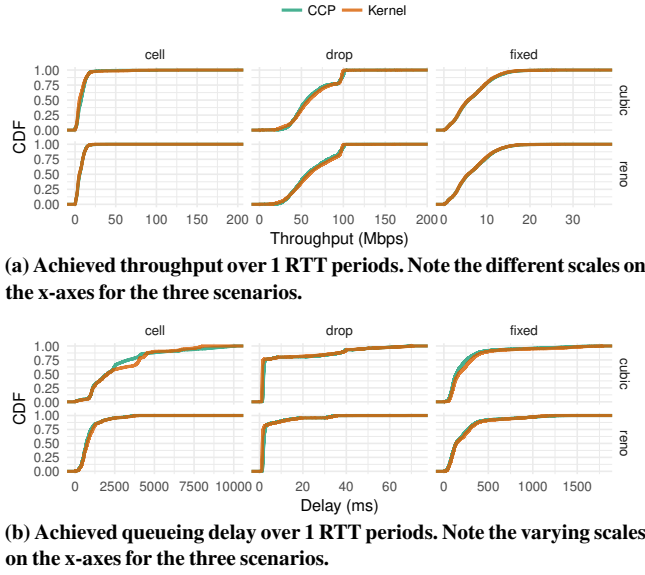 CCP Kernel
cell drop fixed
1.00
0.75
0.50
0.25
0.00
cubic
1.00
0.75
0.50
0.25
0.00
reno
CDF
0 50 100 150 200 0 50 100 150 200 0 10 20 30
Throughput (Mbps)
(a) Achieved throughput over 1 RTT periods. Note the different scales on
the x-axes for the three scenarios.
cell drop fixed
1.00
0.75
0.50
0.25
0.00
cubic
1.00
0.75
0.50
0.25
0.00
reno
CDF
0 2500 5000 7500 10000 0 20 40 60 0 500 1000 1500
Delay (ms)
(b) Achieved queueing delay over 1 RTT periods. Note the varying scales
on the x-axes for the three scenarios.